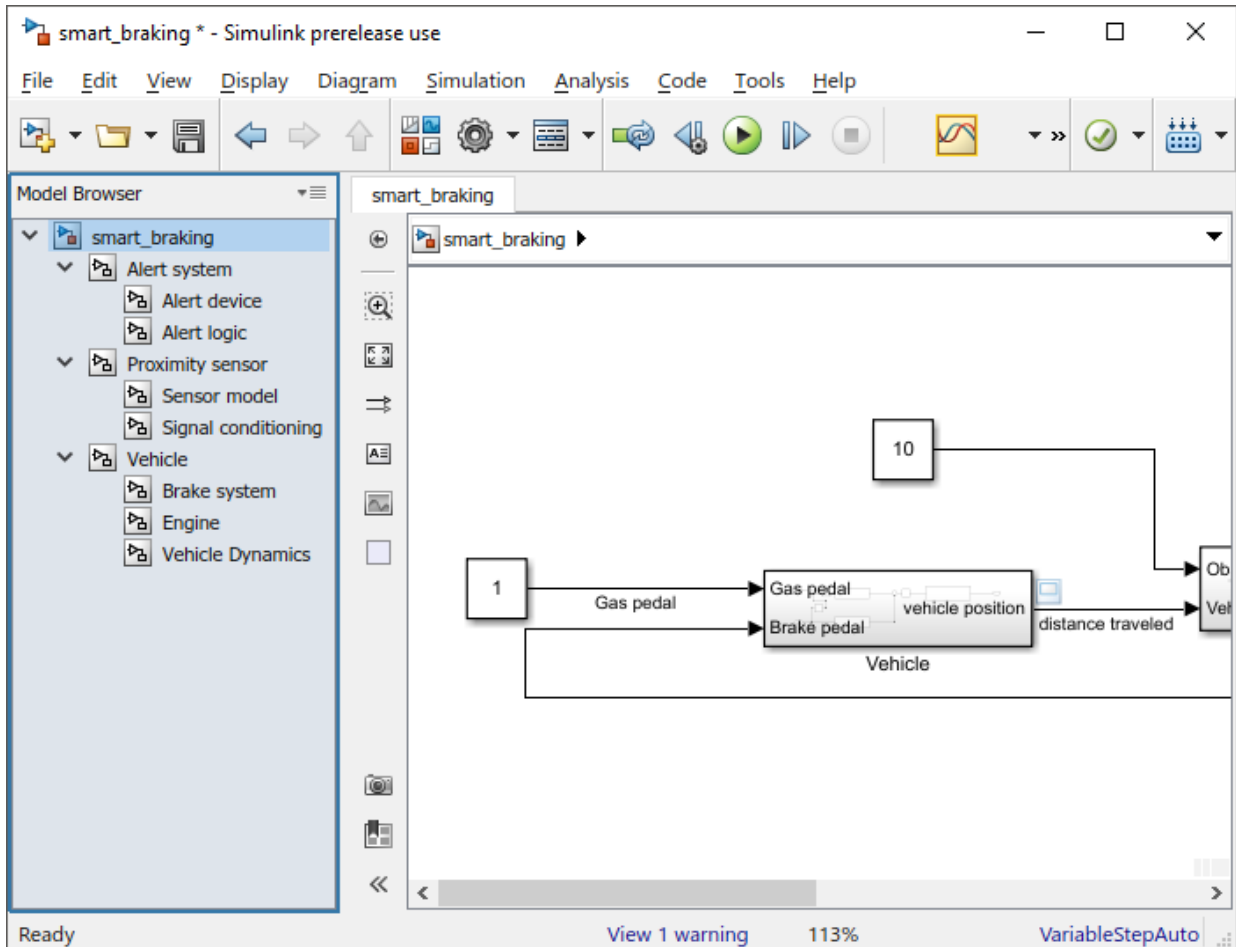 smart_braking * - Simulink prerelease use
File Edit View Display Diagram Simulation Analysis Code Tools Help
Model Browser
smart_braking
smart_braking
smart_braking
Alert system
Alert device
Alert logic
Proximity sensor
Sensor model
Signal conditioning
Vehicle
Brake system
Engine
Vehicle Dynamics
10
1
Gas pedal
Gas pedal
Brake pedal
vehicle position
Vehicle
distance traveled
Ob
Veh
Ready
View 1 warning
113%
VariableStepAuto